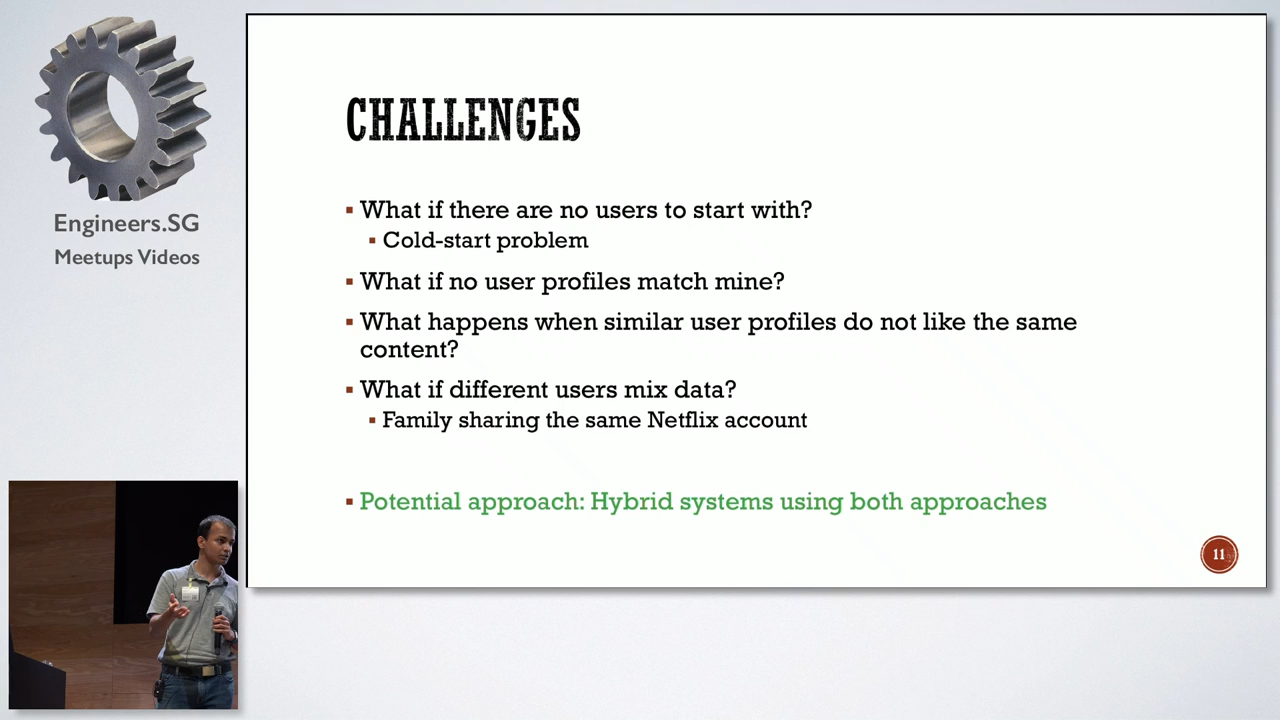 Engineers.SG
Meetups Videos
CHALLENGES
▪ What if there are no users to start with?
▪ Cold-start problem
▪ What if no user profiles match mine?
▪ What happens when similar user profiles do not like the same
content?
▪ What if different users mix data?
▪ Family sharing the same Netflix account
▪ Potential approach: Hybrid systems using both approaches
11